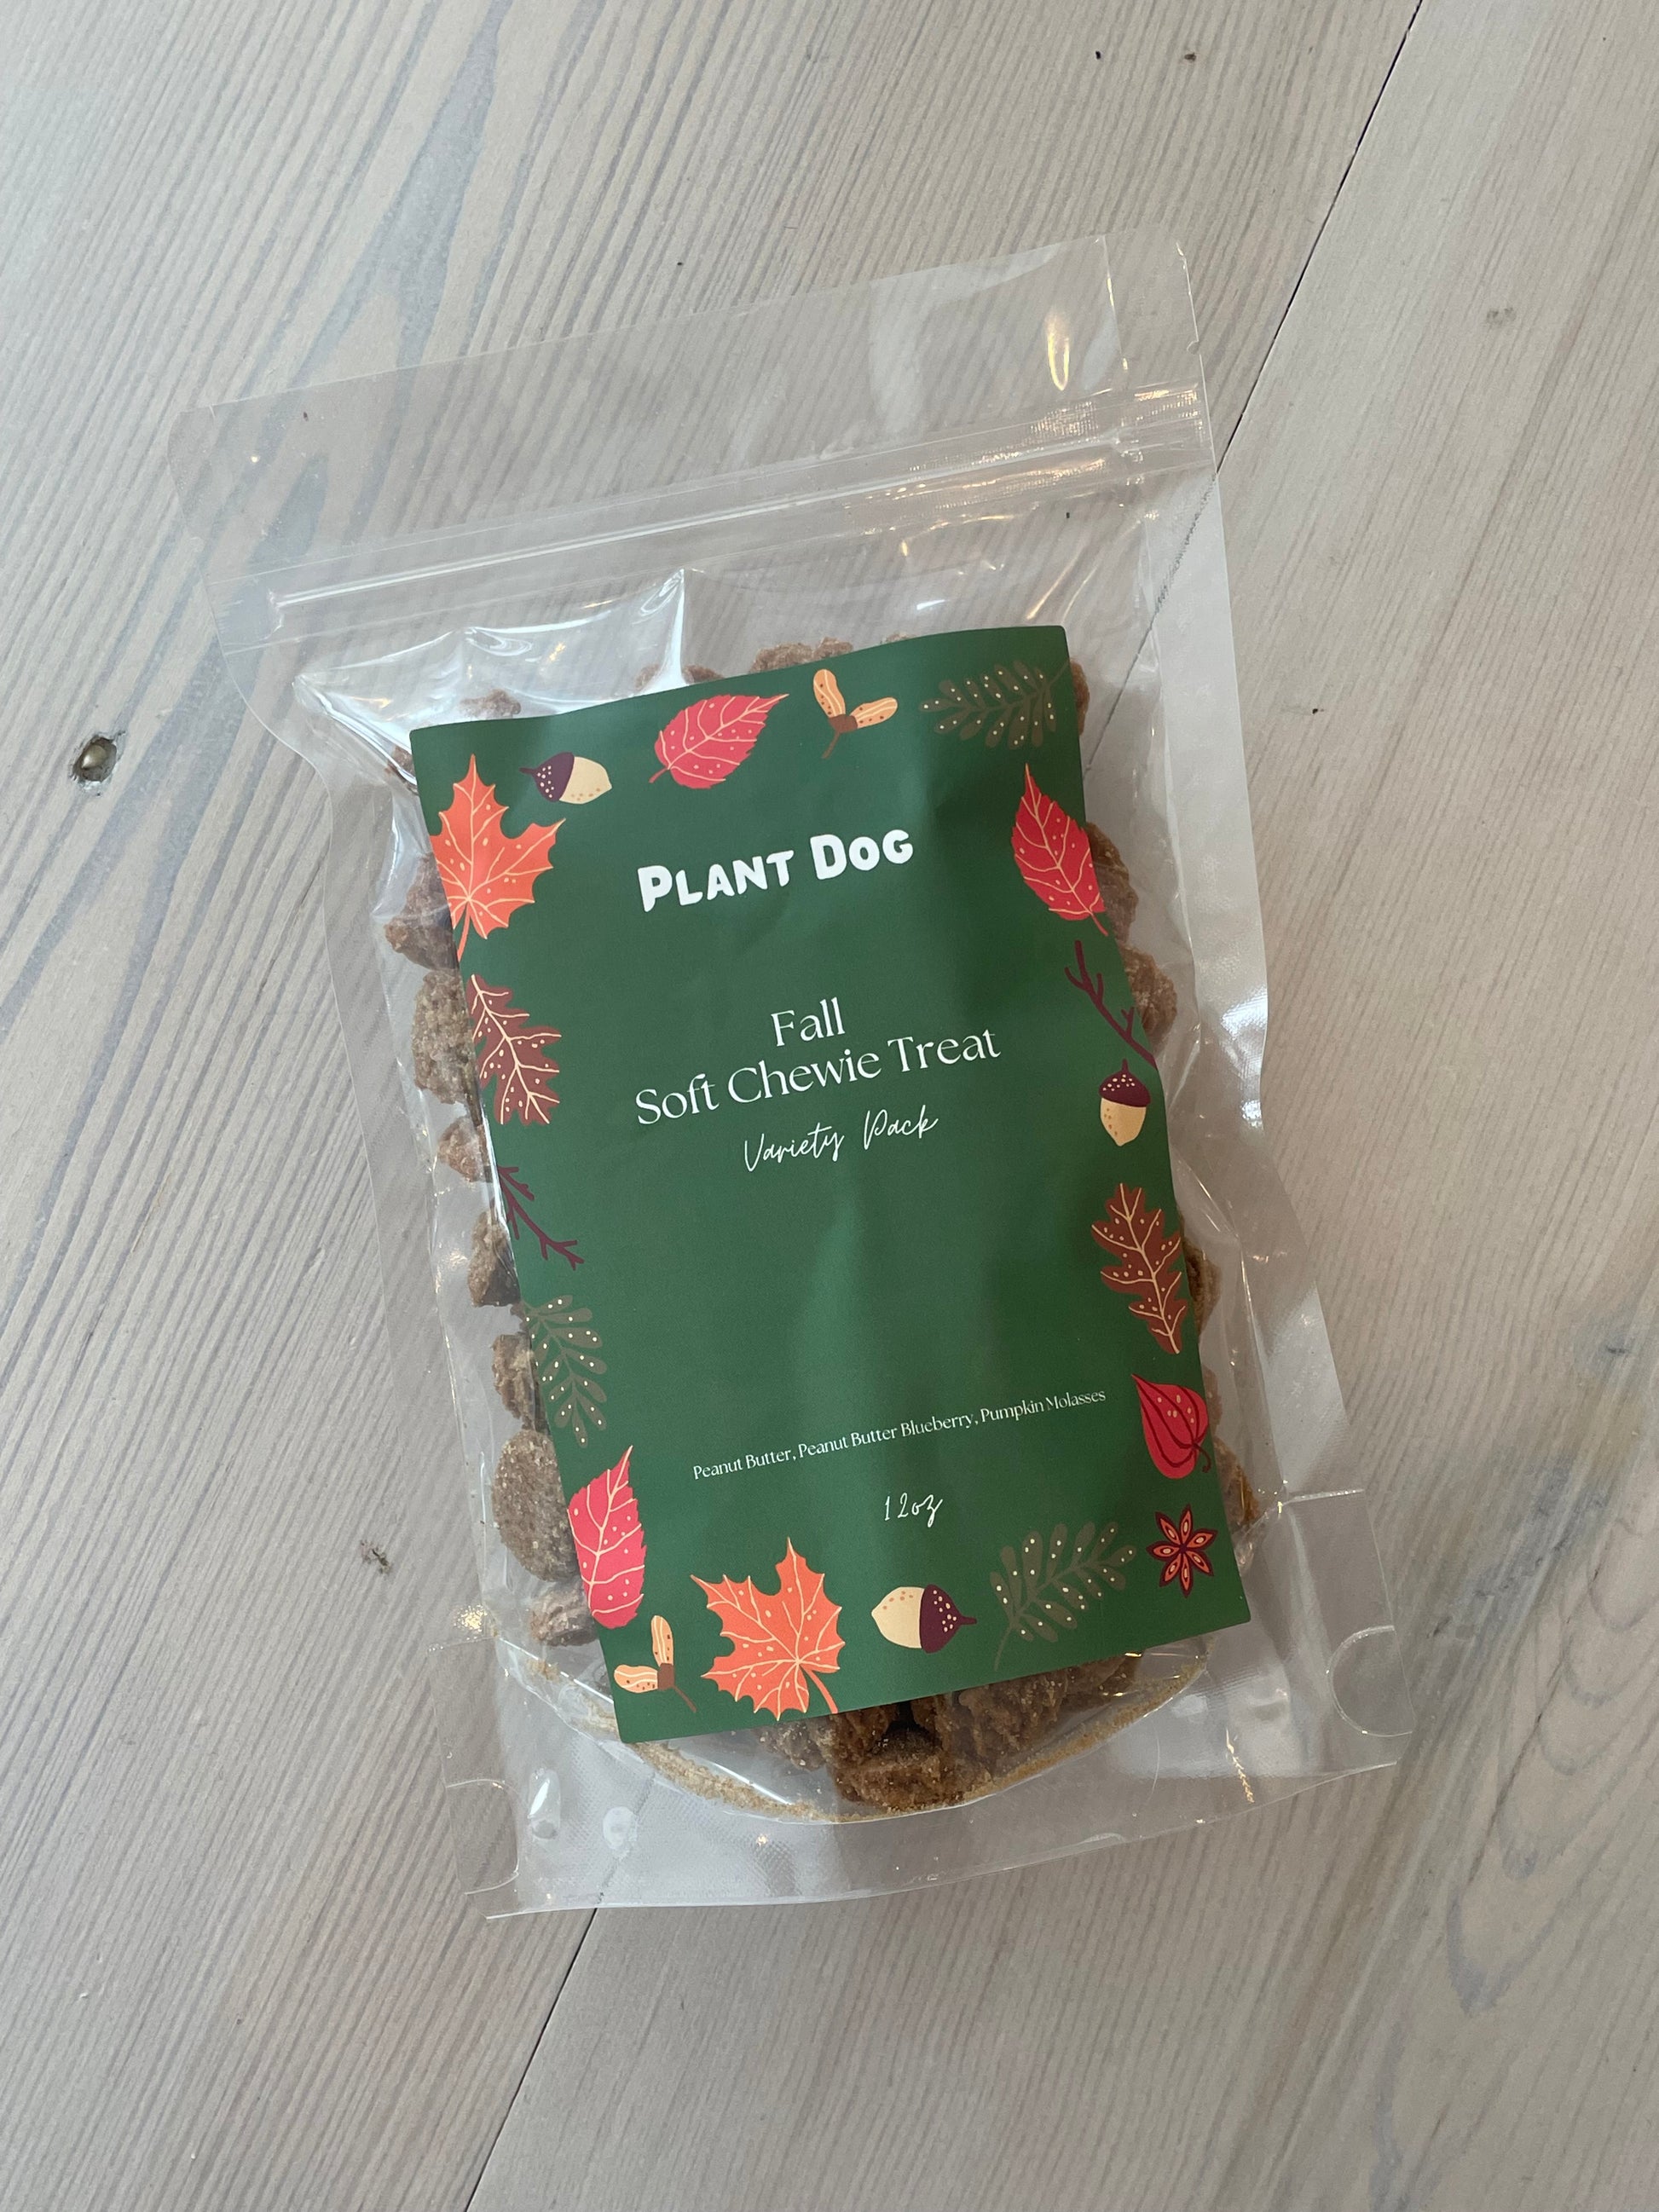 PLANT DOG
Fall
Soft Chewie Treat
Variety Pack
Peanut Butter, Peanut Butter Blueberry, Pumpkin Molasses
12oz